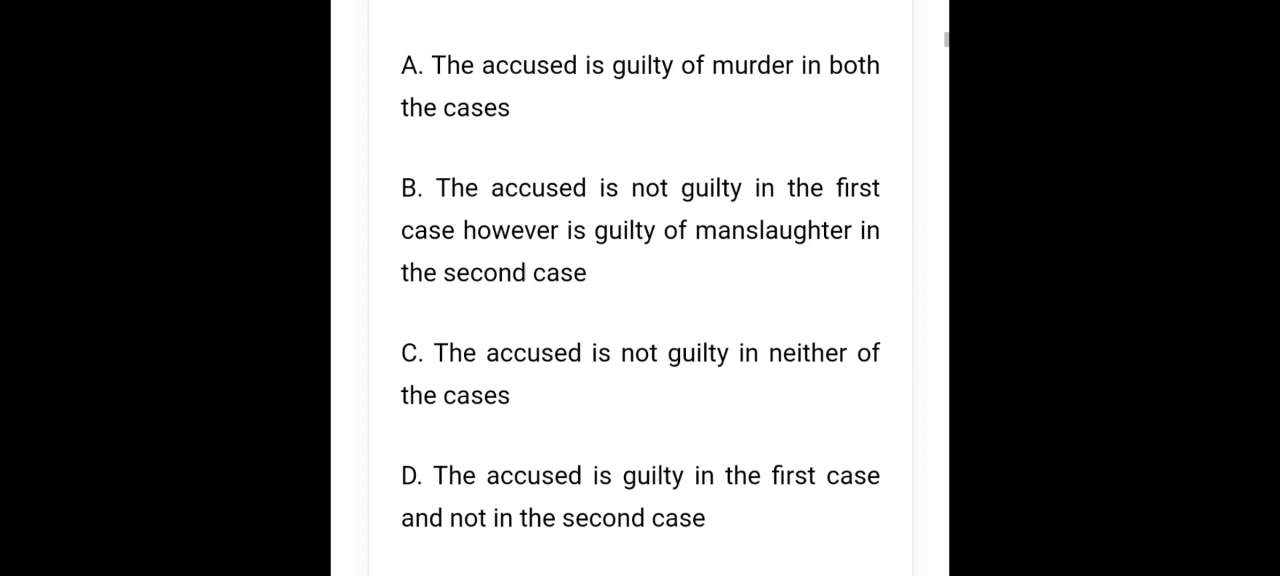 A. The accused is guilty of murder in both
the cases
B. The accused is not guilty in the first
case however is guilty of manslaughter in
the second case
C. The accused is not guilty in neither of
the cases
D. The accused is guilty in the first case
and not in the second case